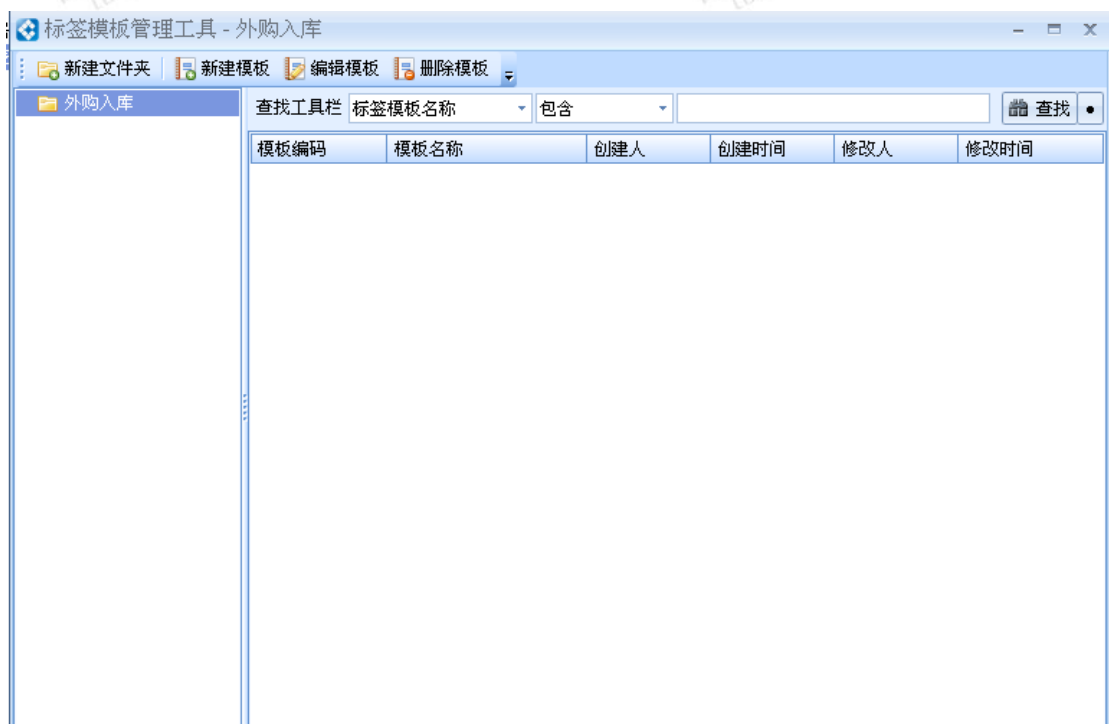 标签模板管理工具 - 外购入库
新建文件夹 新建模板 编辑模板 删除模板
外购入库
查找工具栏 标签模板名称 包含 查找
模板编码 模板名称 创建人 创建时间 修改人 修改时间